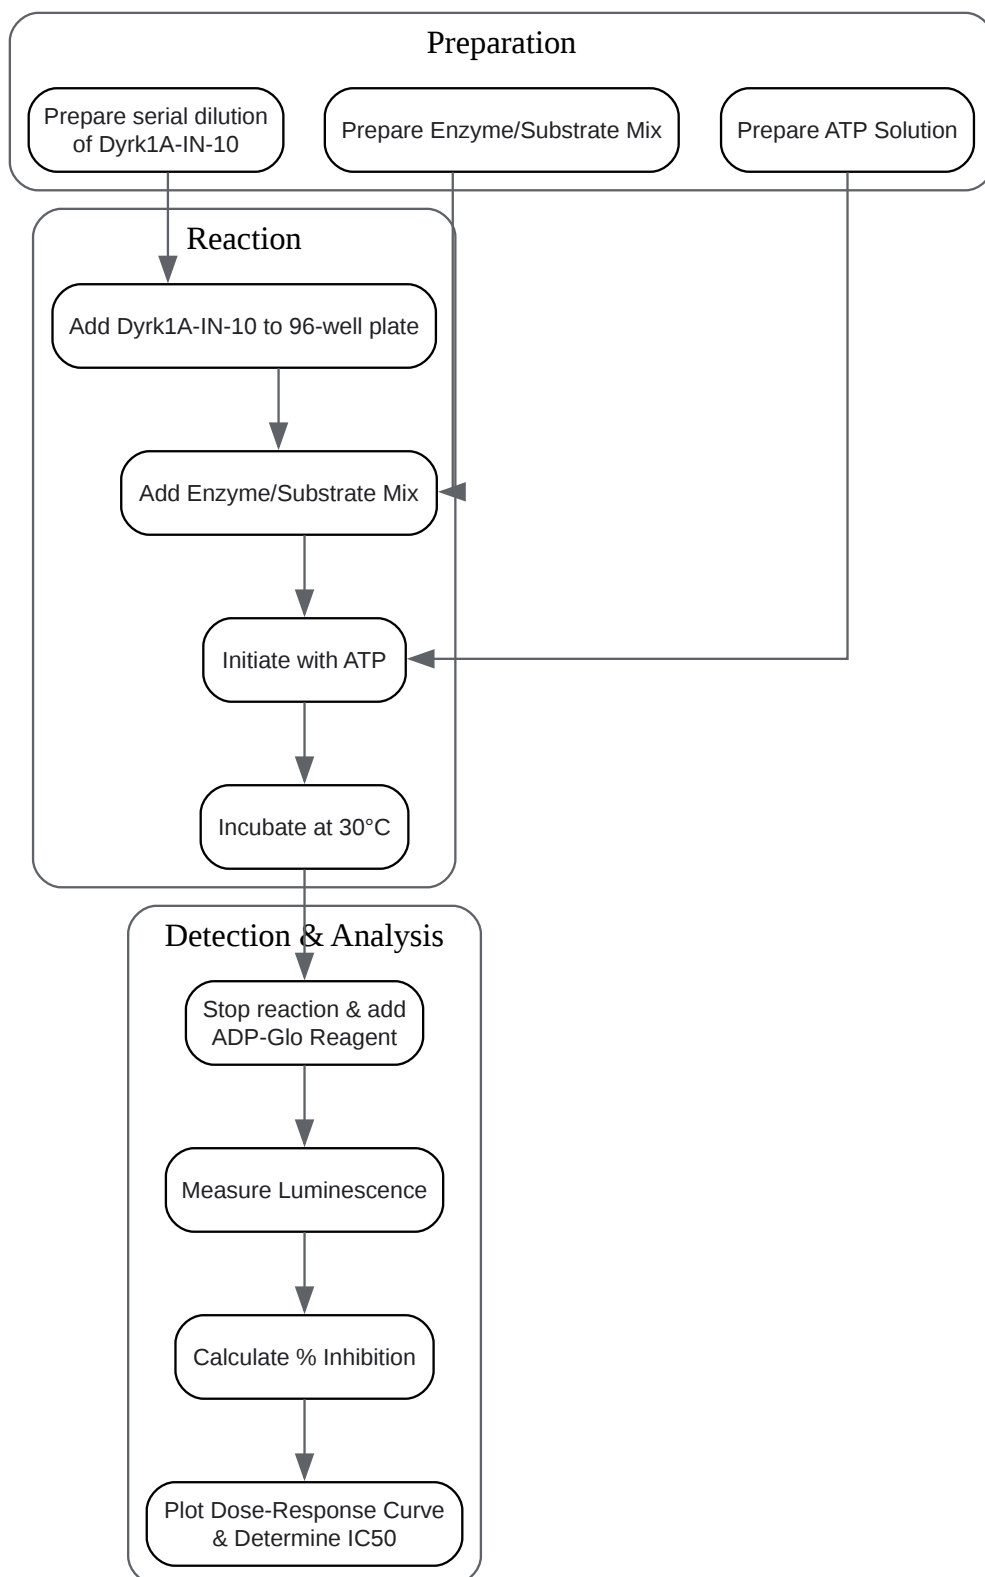 Preparation
Prepare serial dilution
of Dyrk1A-IN-10
Prepare Enzyme/Substrate Mix
Prepare ATP Solution
Reaction
Add Dyrk1A-IN-10 to 96-well plate
Add Enzyme/Substrate Mix
Initiate with ATP
Incubate at 30°C
Detection & Analysis
Stop reaction & add
ADP-Glo Reagent
Measure Luminescence
Calculate % Inhibition
Plot Dose-Response Curve
& Determine IC50